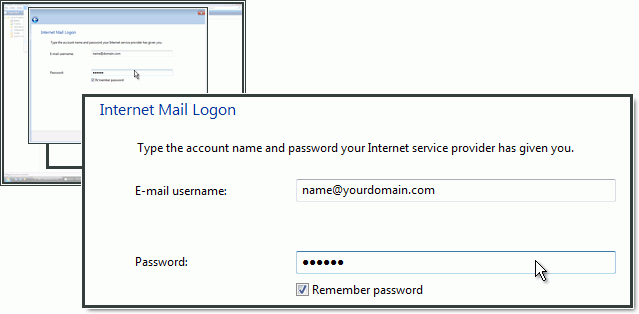 Internet Mail Logon
Type the account name and password your Internet service provider has given you.
E-mail username: name@domain.com
Password: ●●●●●●
Remember password
Internet Mail Logon
Type the account name and password your Internet service provider has given you.
E-mail username: name@yourdomain.com
Password: ●●●●●●
Remember password